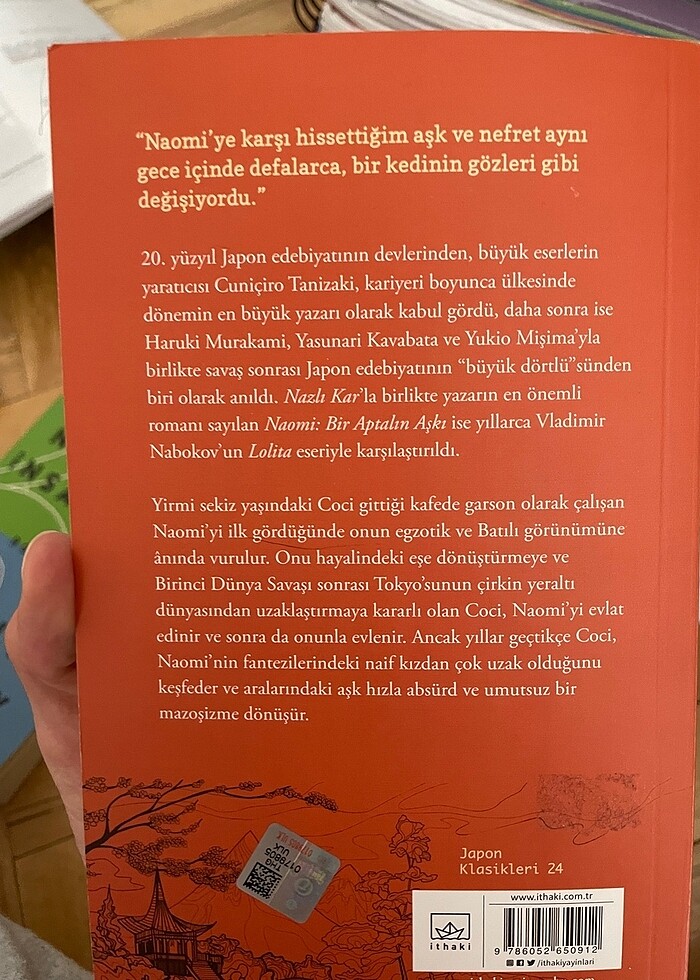 “Naomi’ye karşı hissettiğim aşk ve nefret aynı
gece içinde defalarca, bir kedinin gözleri gibi
değişiyordu.”
20. yüzyıl Japon edebiyatının devlerinden, büyük eserlerin
yaratıcısı Cuniçiro Tanizaki, kariyeri boyunca ülkesinde
dönemin en büyük yazarı olarak kabul gördü, daha sonra ise
Haruki Murakami, Yasunari Kavabata ve Yukio Mişima’yla
birlikte savaş sonrası Japon edebiyatının “büyük dörtlü”sünden
biri olarak anıldı. Nazlı Kar’la birlikte yazarın en önemli
romanı sayılan Naomi: Bir Aptalın Aşkı ise yıllarca Vladimir
Nabokov’un Lolita eseriyle karşılaştırıldı.
Yirmi sekiz yaşındaki Coci gittiği kafede garson olarak çalışan
Naomi’yi ilk gördüğünde onun egzotik ve Batılı görünümüne
ânında vurulur. Onu hayalindeki eşe dönüştürmeye ve
Birinci Dünya Savaşı sonrası Tokyo’sunun çirkin yeraltı
dünyasından uzaklaştırmaya kararlı olan Coci, Naomi’yi evlat
edinir ve sonra da onunla evlenir. Ancak yıllar geçtikçe Coci,
Naomi’nin fantezilerindeki naif kızdan çok uzak olduğunu
keşfeder ve aralarındaki aşk hızla absürd ve umutsuz bir
mazoşizme dönüşür.
Japon
Klasikleri 24
www.ithaki.com.tr
ithaki
9 786052 650912
/ithakiyayinlari
0178805